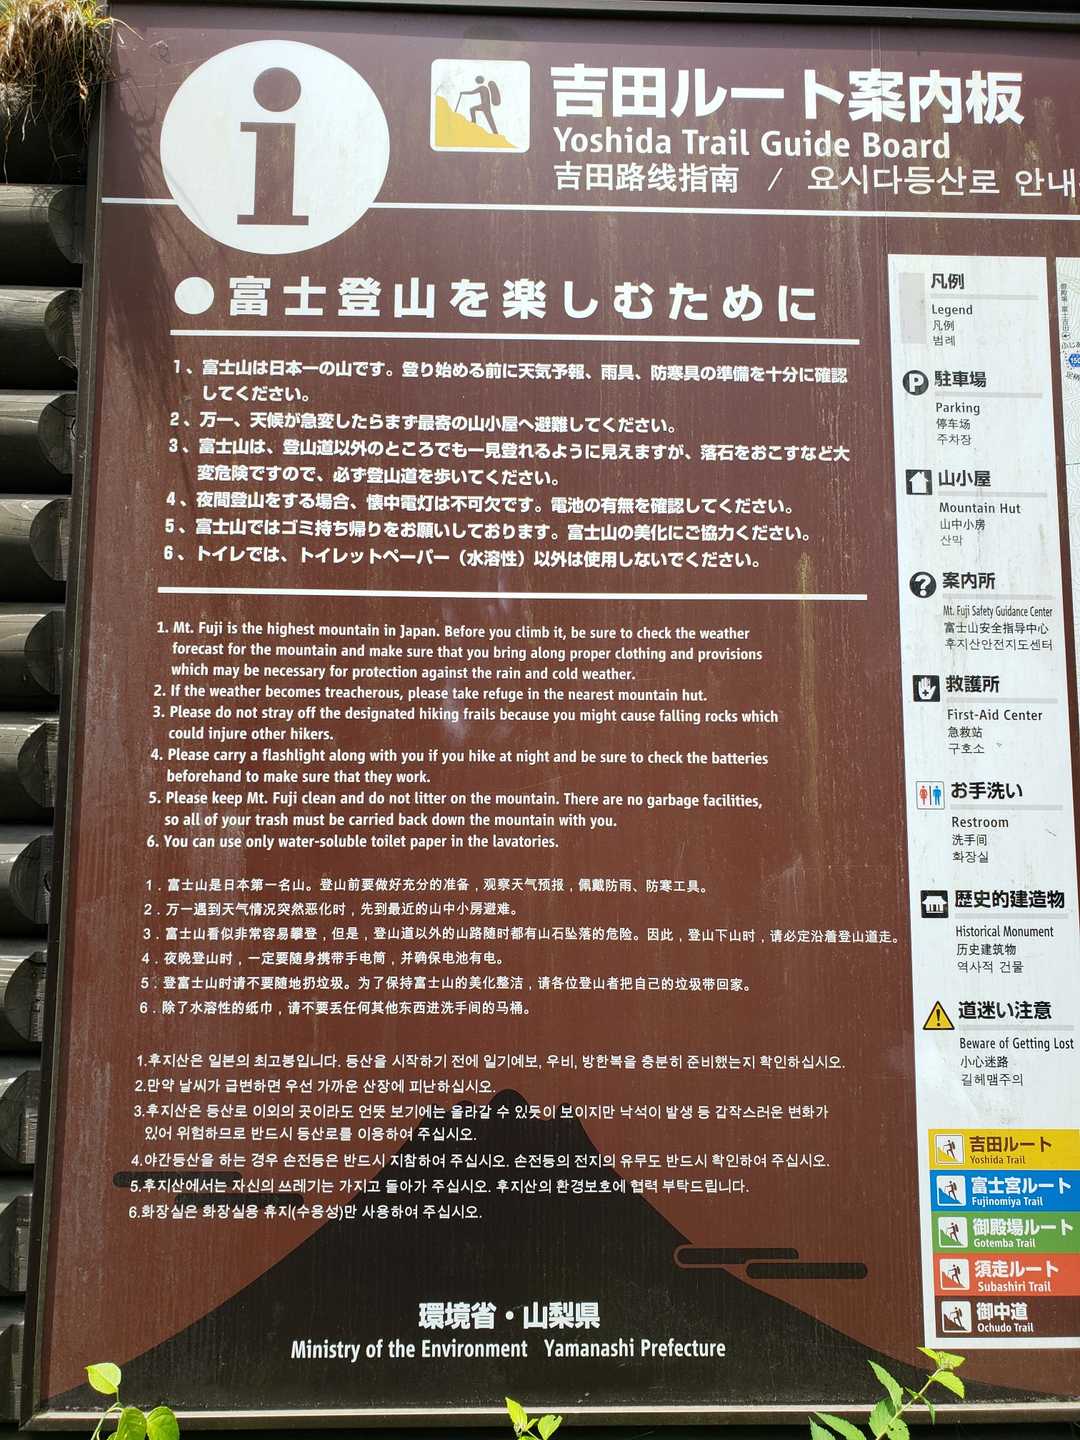 i
吉田ルート案内板
Yoshida Trail Guide Board
吉田路线指南 / 요시다등산로 안내
●富士登山を楽しむために
1、富士山は日本一の山です。登り始める前に天気予報、雨具、防寒具の準備を十分に確認
してください。
2、万一、天候が急変したらまず最寄の山小屋へ避難してください。
3、富士山は、登山道以外のところでも一見登れるように見えますが、落石をおこすなど大
変危険ですので、必ず登山道を歩いてください。
4、夜間登山をする場合、懐中電灯は不可欠です。電池の有無を確認してください。
5、富士山ではゴミ持ち帰りをお願いしております。富士山の美化にご協力ください。
6、トイレでは、トイレットペーパー（水溶性）以外は使用しないでください。
1. Mt. Fuji is the highest mountain in Japan. Before you climb it, be sure to check the weather
forecast for the mountain and make sure that you bring along proper clothing and provisions
which may be necessary for protection against the rain and cold weather.
2. If the weather becomes treacherous, please take refuge in the nearest mountain hut.
3. Please do not stray off the designated hiking frails because you might cause falling rocks which
could injure other hikers.
4. Please carry a flashlight along with you if you hike at night and be sure to check the batteries
beforehand to make sure that they work.
5. Please keep Mt. Fuji clean and do not litter on the mountain. There are no garbage facilities,
so all of your trash must be carried back down the mountain with you.
6. You can use only water-soluble toilet paper in the lavatories.
1．富士山是日本第一名山。登山前要做好充分的准备，观察天气预报，佩戴防雨、防寒工具。
2．万一遇到天气情况突然恶化时，先到最近的山中小房避难。
3．富士山看似非常容易攀登，但是，登山道以外的山路随时都有山石坠落的危险。因此，登山下山时，请必定沿着登山道走。
4．夜晚登山时，一定要随身携带手电筒，并确保电池有电。
5．登富士山时请不要随地扔垃圾。为了保持富士山的美化整洁，请各位登山者把自己的垃圾带回家。
6．除了水溶性的纸巾，请不要丢任何其他东西进洗手间的马桶。
1.후지산은 일본의 최고봉입니다. 등산을 시작하기 전에 일기예보, 우비, 방한복을 충분히 준비했는지 확인하십시오.
2.만약 날씨가 급변하면 우선 가까운 산장에 피난하십시오.
3.후지산은 등산로 이외의 곳이라도 언뜻 보기에는 올라갈 수 있듯이 보이지만 낙석이 발생 등 갑작스러운 변화가
있어 위험하므로 반드시 등산로를 이용하여 주십시오.
4.야간등산을 하는 경우 손전등은 반드시 지참하여 주십시오. 손전등의 전지의 유무도 반드시 확인하여 주십시오.
5.후지산에서는 자신의 쓰레기는 가지고 돌아가 주십시오. 후지산의 환경보호에 협력 부탁드립니다.
6.화장실은 화장실용 휴지(수용성)만 사용하여 주십시오.
環境省・山梨県
Ministry of the Environment Yamanashi Prefecture
凡例
Legend
凡例
범례
P 駐車場
Parking
停车场
주차장
山小屋
Mountain Hut
山中小房
산막
? 案内所
Mt. Fuji Safety Guidance Center
富士山安全指导中心
후지산안전지도센터
救護所
First-Aid Center
急救站
구호소
お手洗い
Restroom
洗手间
화장실
歴史的建造物
Historical Monument
历史建筑物
역사적 건물
道迷い注意
Beware of Getting Lost
小心迷路
길헤맴주의
吉田ルート
Yoshida Trail
富士宮ルート
Fujinomiya Trail
御殿場ルート
Gotemba Trail
須走ルート
Subashiri Trail
御中道
Ochudo Trail